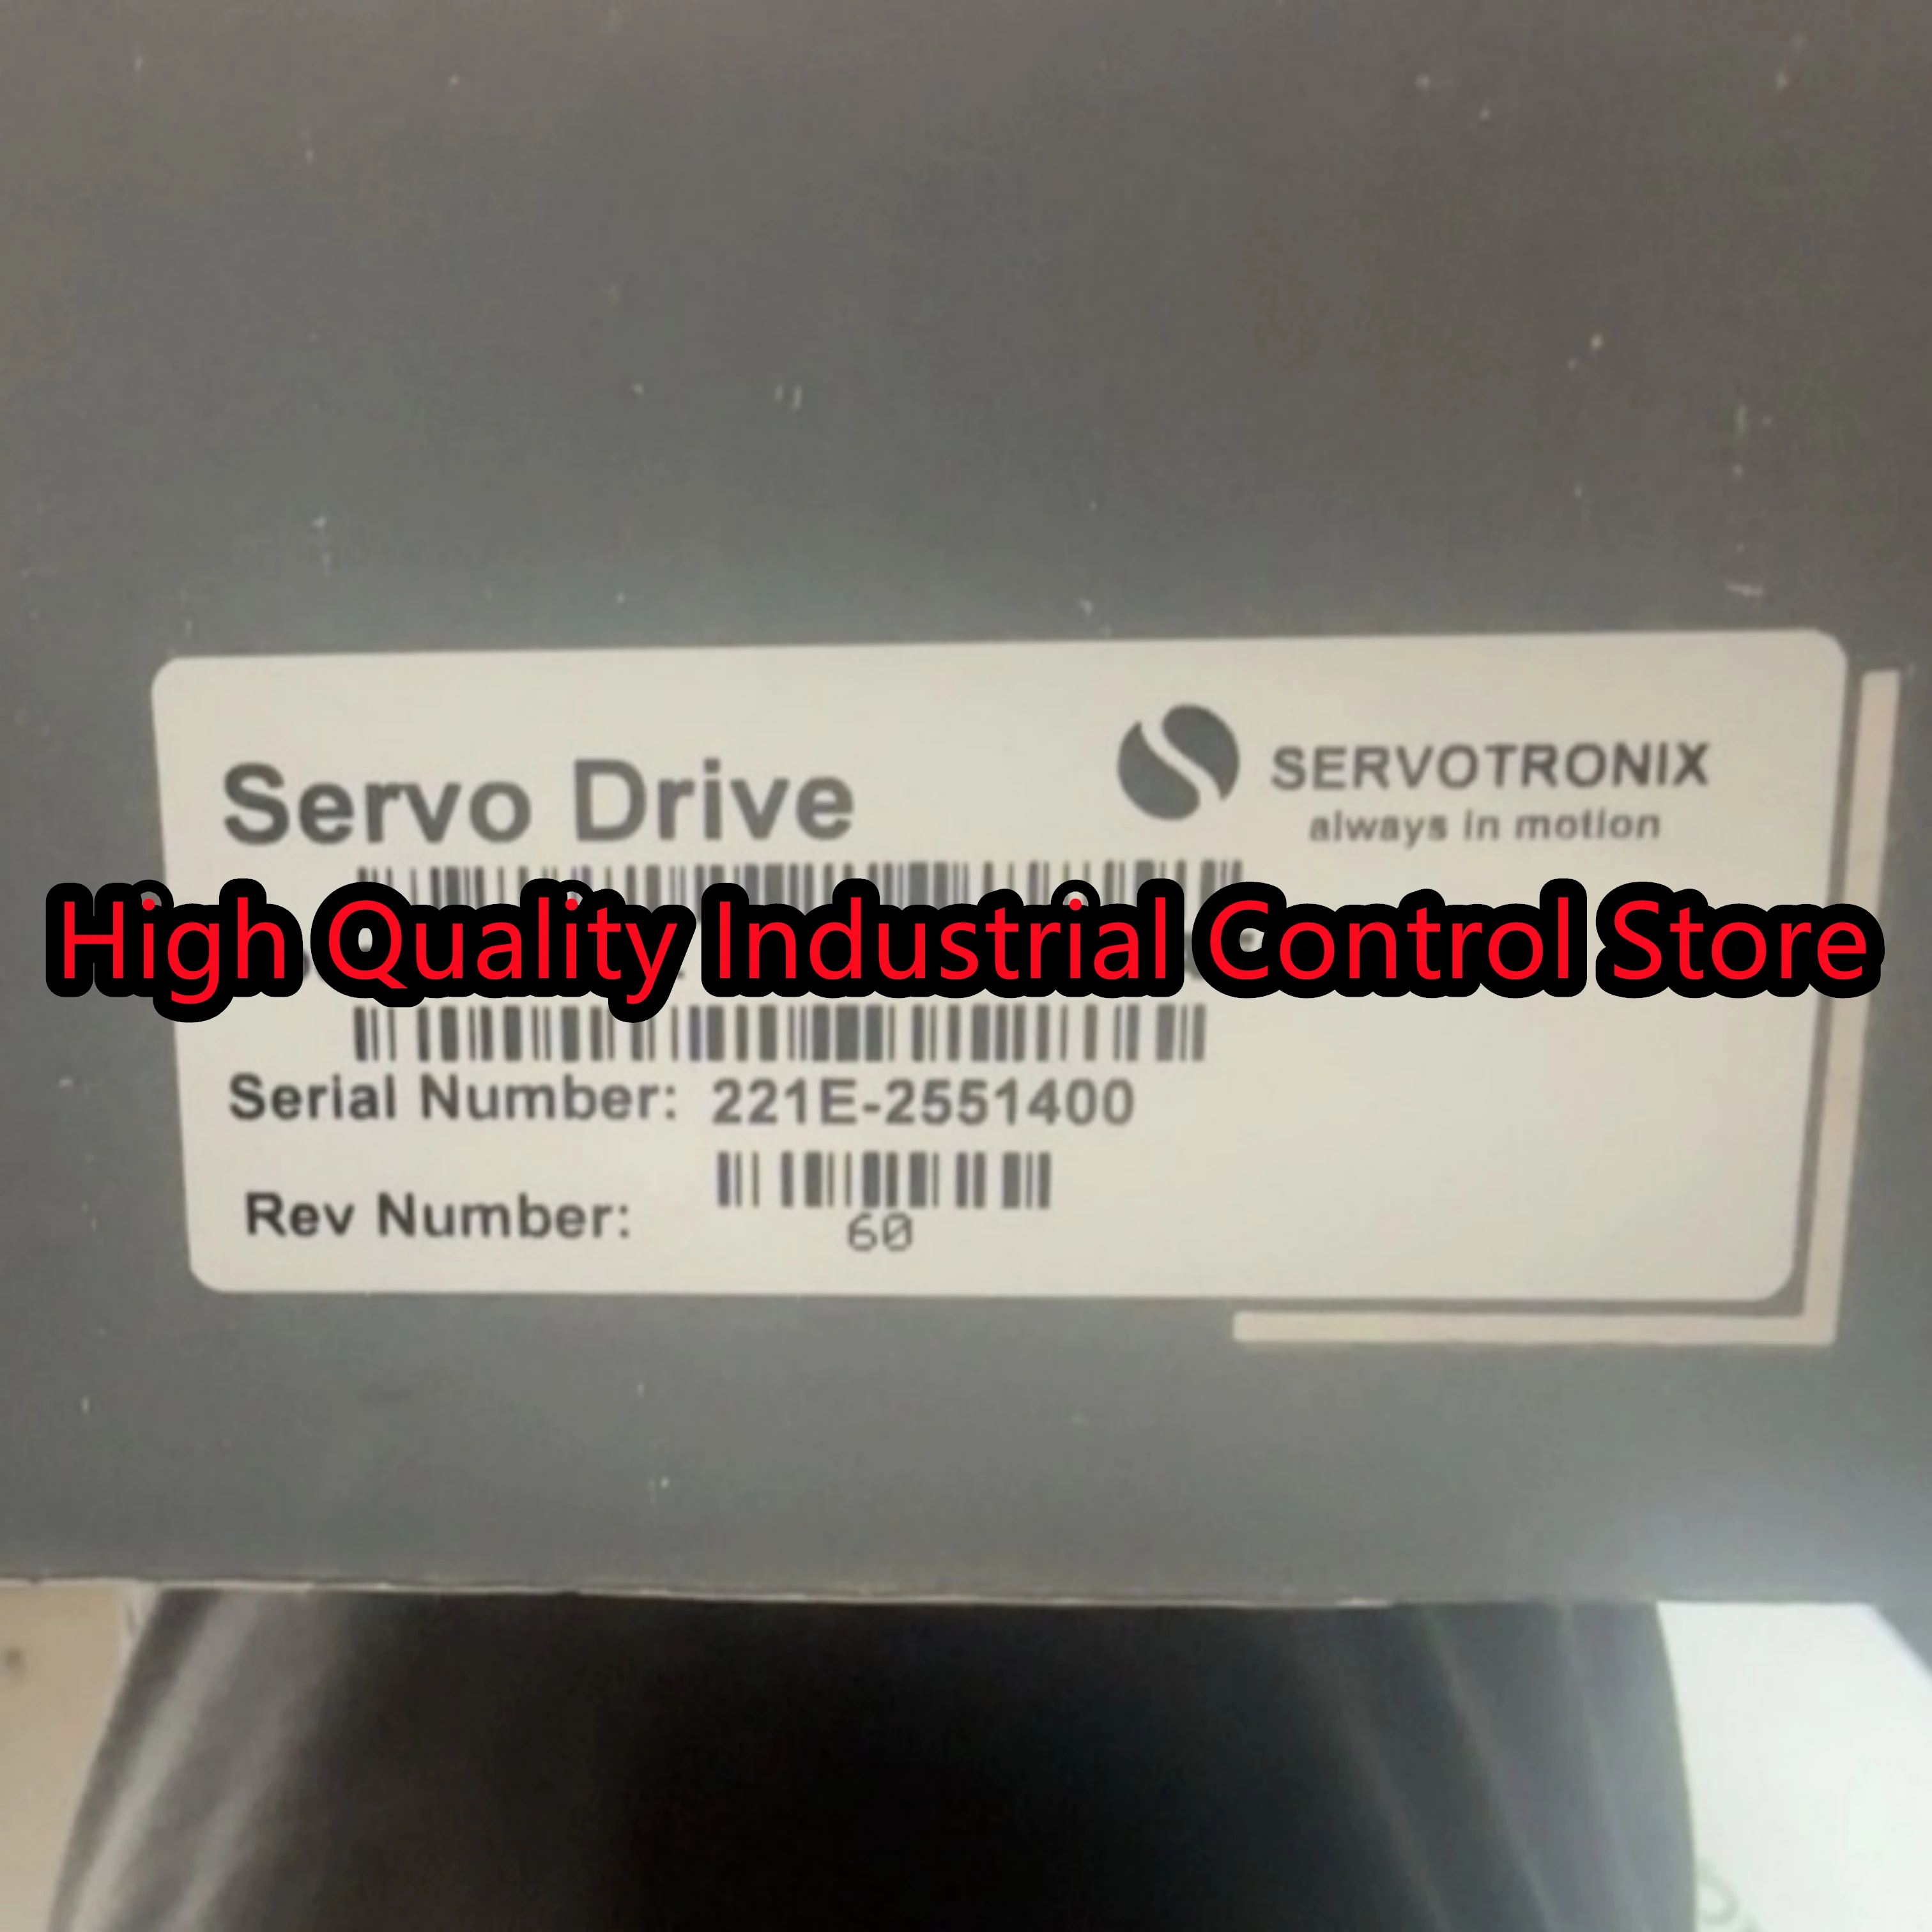 Servo Drive
SERVOTRONIX
always in motion
High Quality Industrial Control Store
Serial Number: 221E-2551400
Rev Number:
60